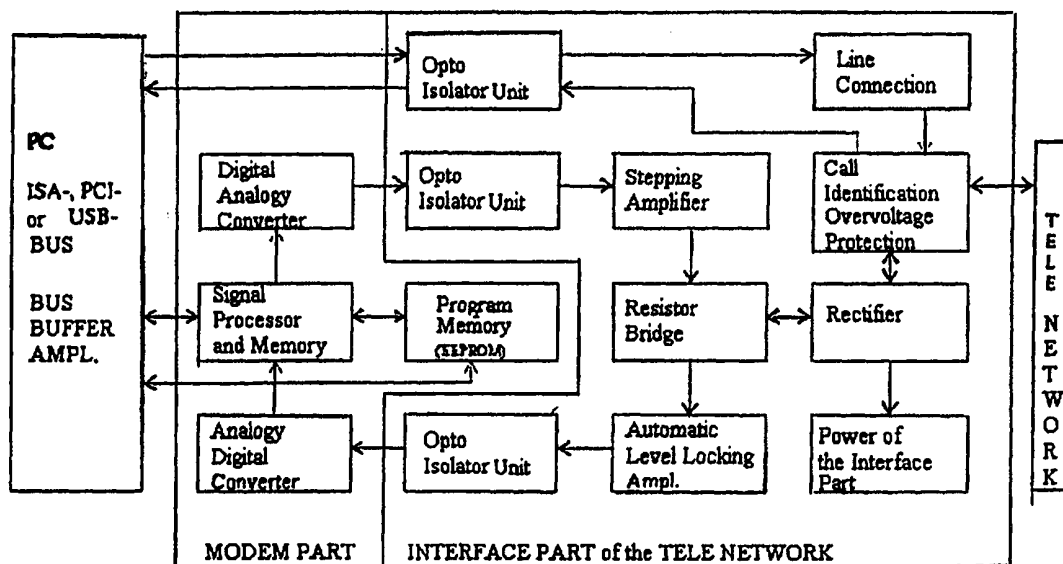 PC
ISA-, PCI-
or USB-
BUS
BUS
BUFFER
AMPL.
Opto
Isolator Unit
Line
Connection
Digital
Analogy
Converter
Opto
Isolator Unit
Stepping
Amplifier
Call
Identification
Overvoltage
Protection
Signal
Processor
and Memory
Program
Memory
(EEPROM)
Resistor
Bridge
Rectifier
Analogy
Digital
Converter
Opto
Isolator Unit
Automatic
Level Locking
Ampl.
Power of
the Interface
Part
TELE NETWORK
MODEM PART
INTERFACE PART of the TELE NETWORK